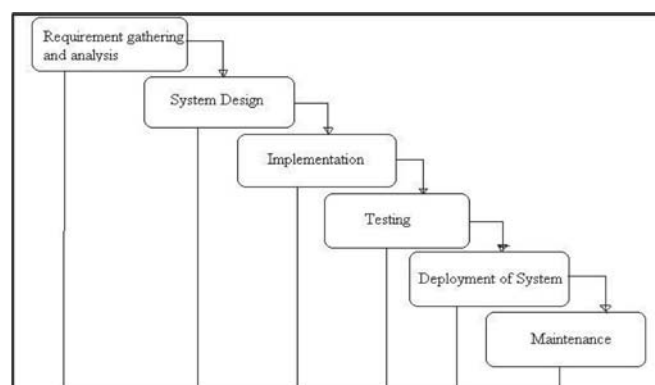 Requirement gathering
and analysis
System Design
Implementation
Testing
Deployment of System
Maintenance